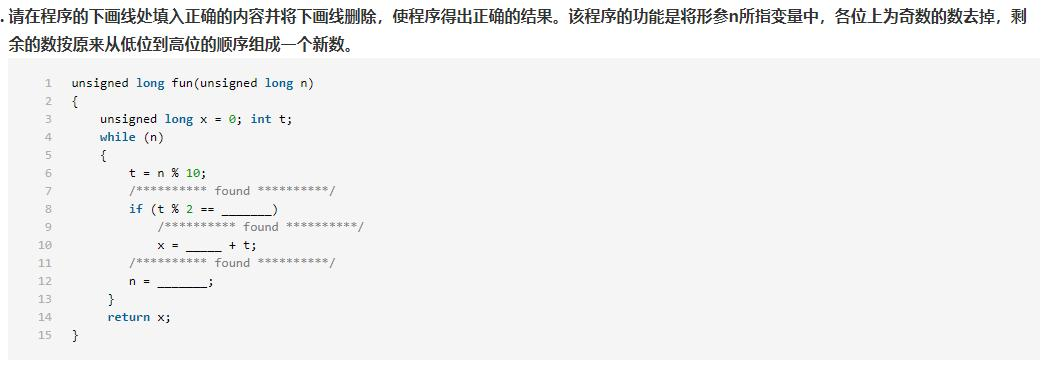 . 请在程序的下画线处填入正确的内容并将下画线删除，使程序得出正确的结果。该程序的功能是将形参n所指变量中，各位上为奇数的数去掉，剩
余的数按原来从低位到高位的顺序组成一个新数。
1 unsigned long fun(unsigned long n)
2 {
3     unsigned long x = 0; int t;
4     while (n)
5     {
6         t = n % 10;
7         /********** found **********/
8         if (t % 2 == _______)
9             /********** found **********/
10             x = _____ + t;
11         /********** found **********/
12         n = _______;
13      }
14      return x;
15 }